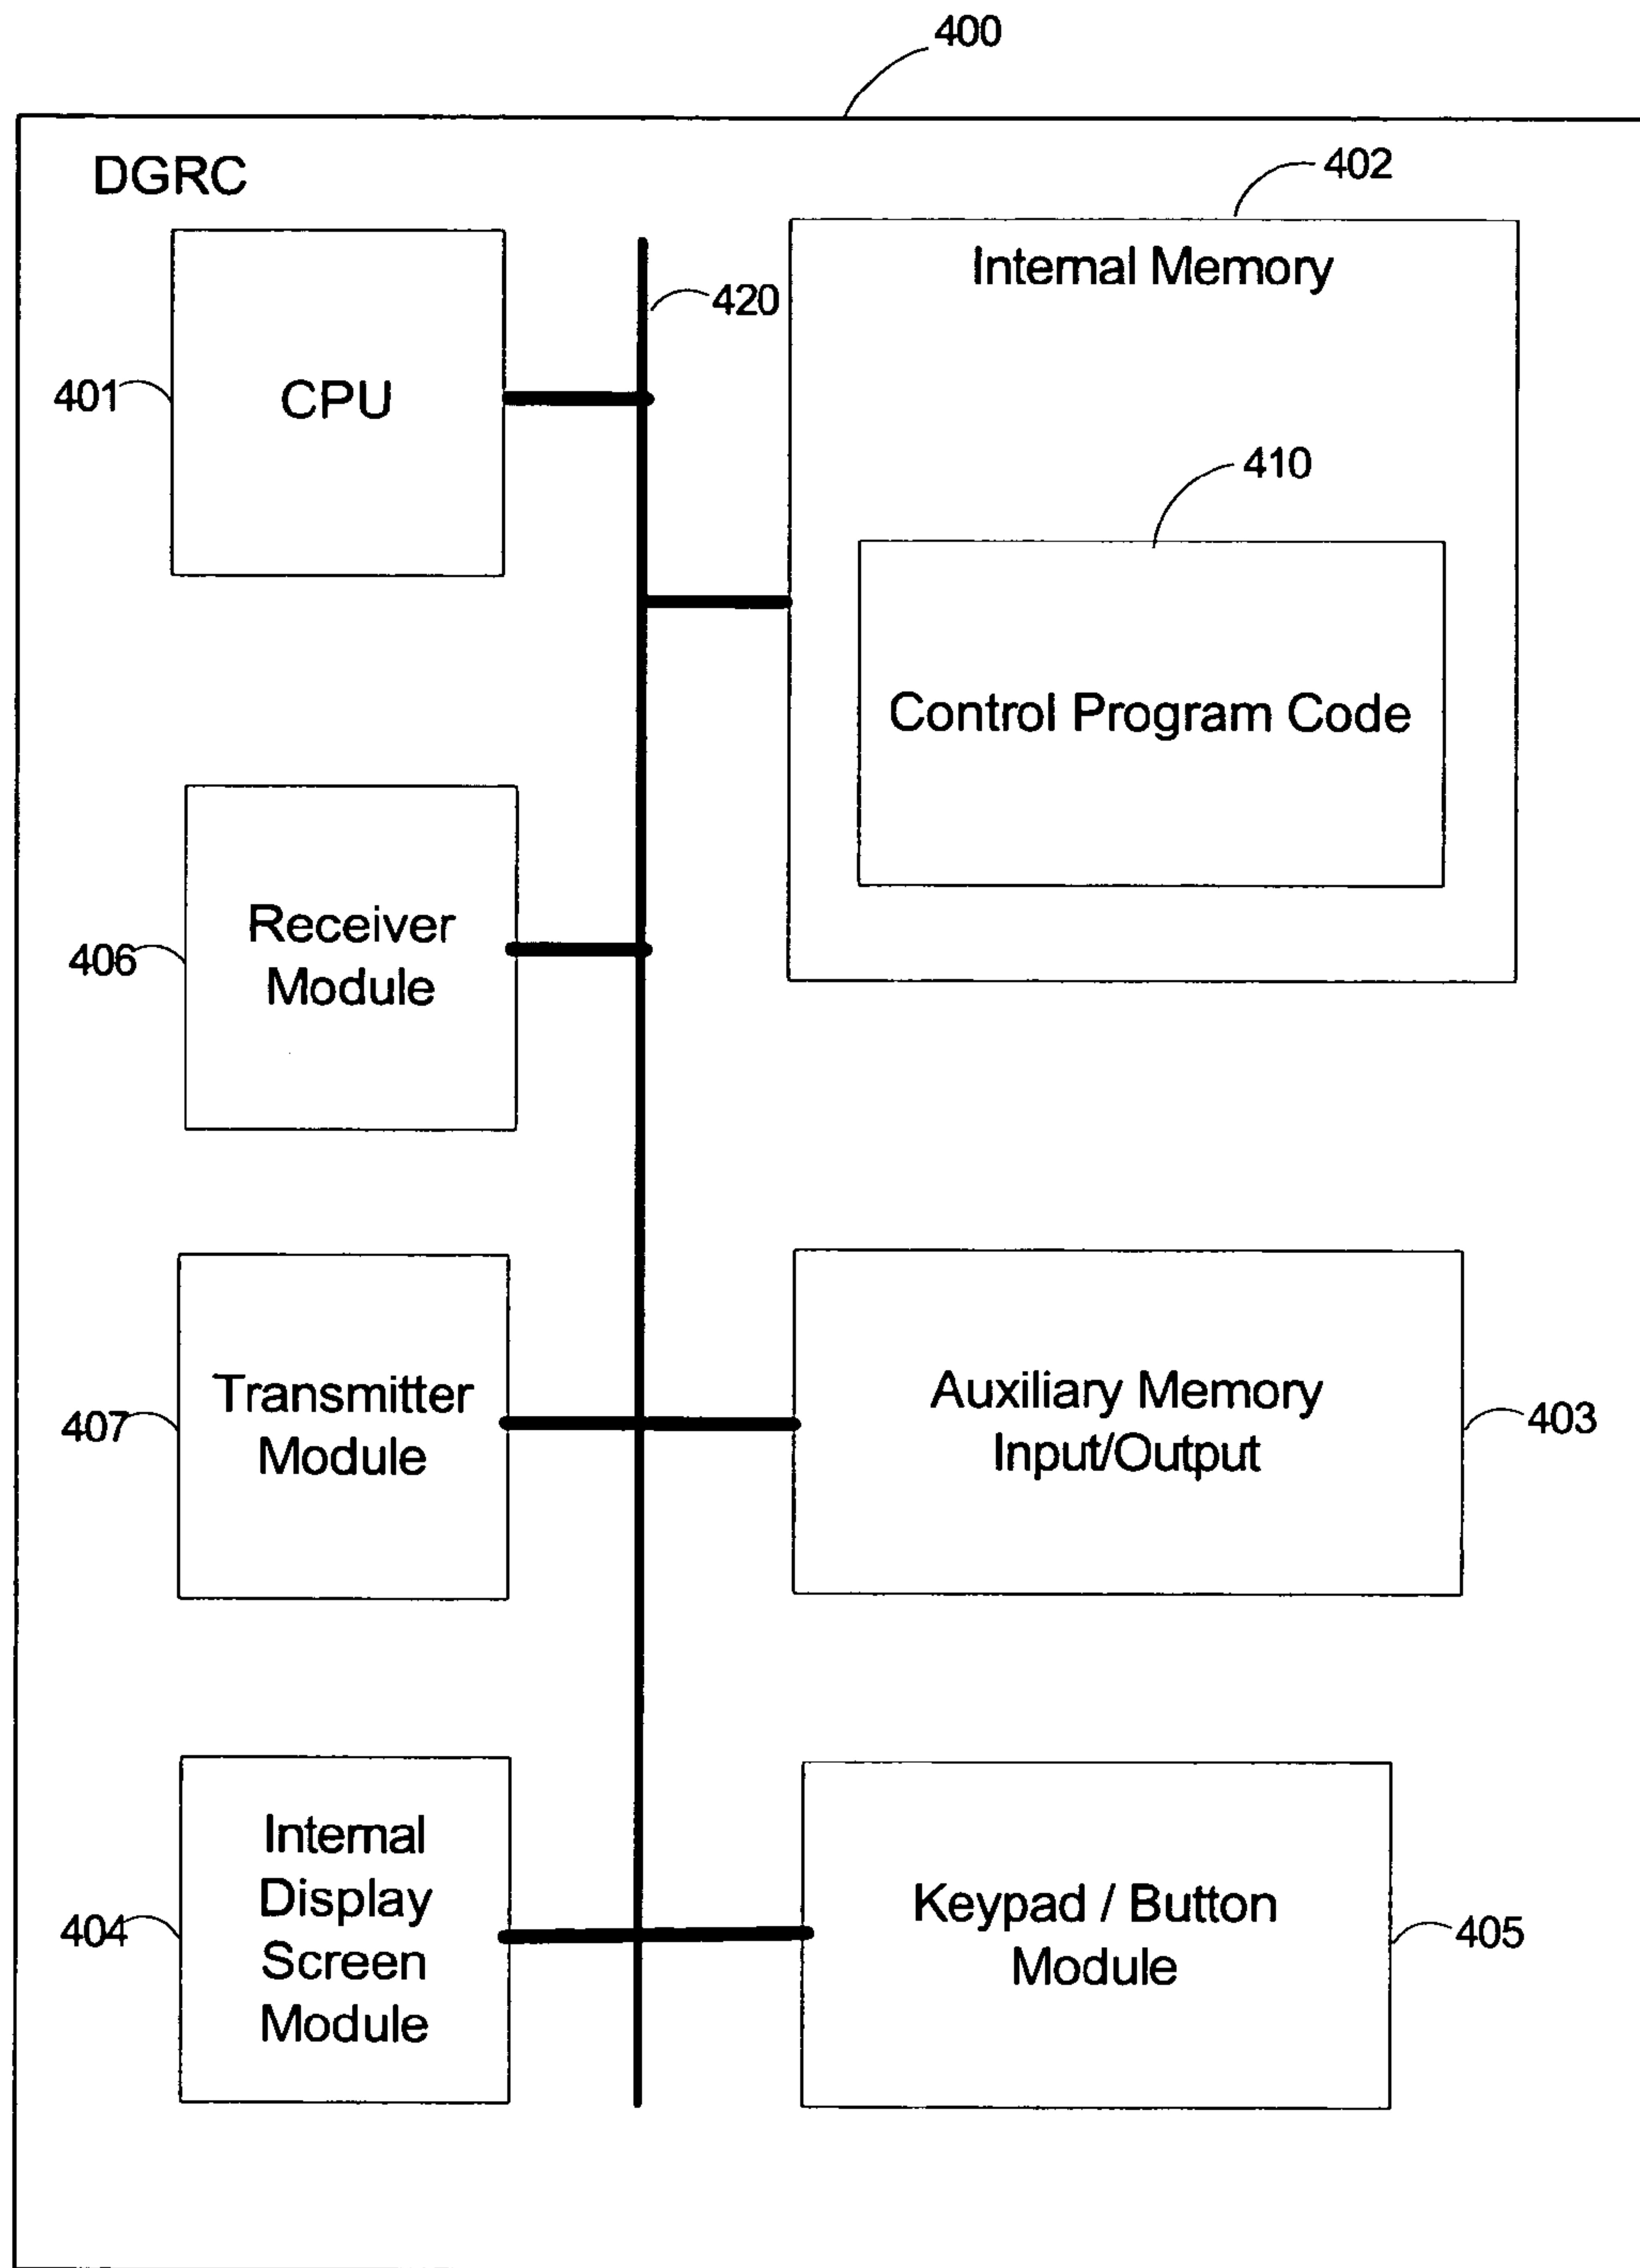 400
DGRC
402
Internal Memory
420
401
CPU
410
Control Program Code
406
Receiver
Module
407
Transmitter
Module
Auxiliary Memory
Input/Output
403
404
Internal
Display
Screen
Module
Keypad / Button
Module
405